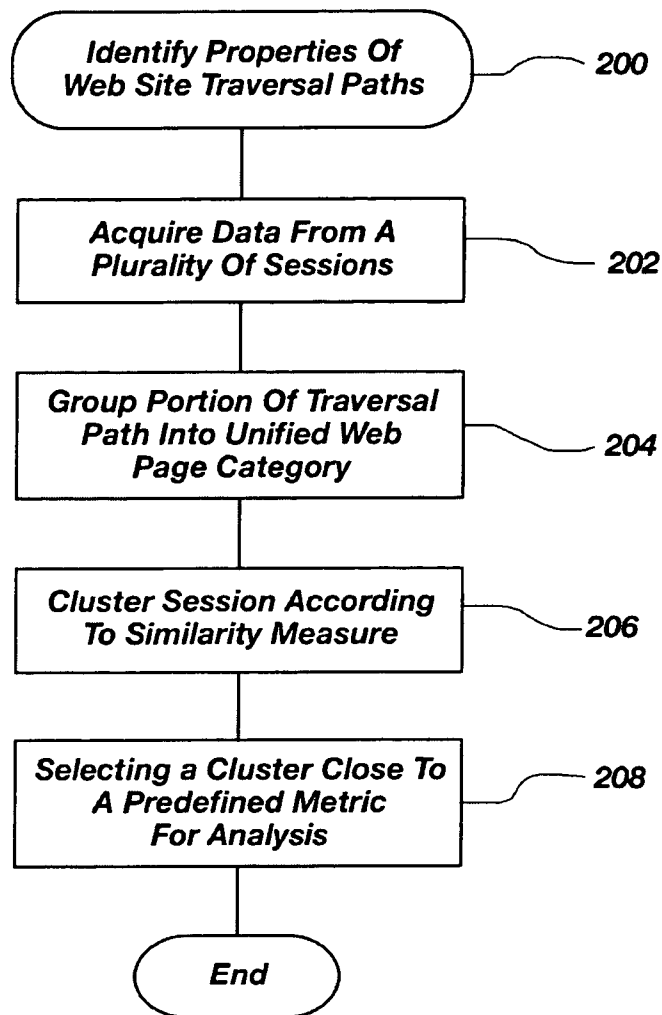 Identify Properties Of
Web Site Traversal Paths
200
Acquire Data From A
Plurality Of Sessions
202
Group Portion Of Traversal
Path Into Unified Web
Page Category
204
Cluster Session According
To Similarity Measure
206
Selecting a Cluster Close To
A Predefined Metric
For Analysis
208
End